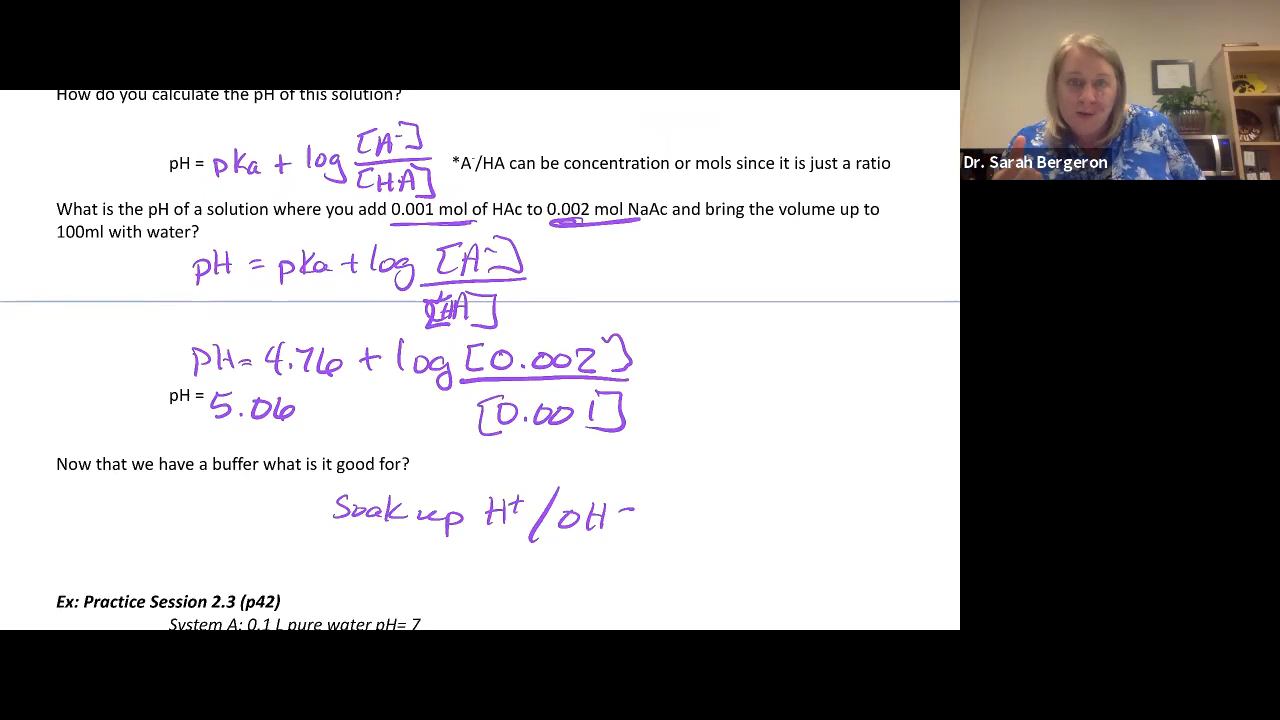 How do you calculate the pH of this solution?
pH = pKa + log [A⁻] / [HA] *A⁻/HA can be concentration or mols since it is just a ratio
What is the pH of a solution where you add 0.001 mol of HAc to 0.002 mol NaAc and bring the volume up to
100ml with water?
pH = pKa + log [A⁻] / [HA]
pH = 4.76 + log [0.002] / [0.001]
pH = 5.06
Now that we have a buffer what is it good for?
Soak up H⁺ / OH⁻
Ex: Practice Session 2.3 (p42)
System A: 0.1 L pure water pH= 7
Dr. Sarah Bergeron
IOWA